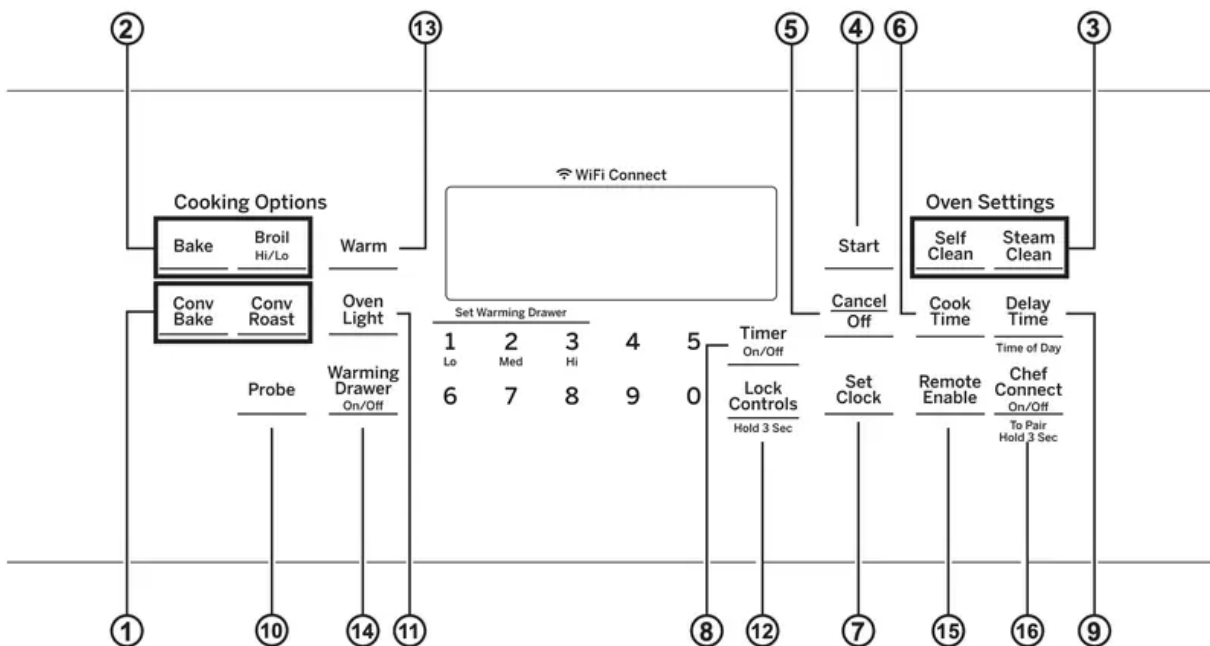 2
13
5
4
6
3
WiFi Connect
Cooking Options
Oven Settings
Bake
Broil
Hi/Lo
Warm
Start
Self
Clean
Steam
Clean
Conv
Bake
Conv
Roast
Oven
Light
Set Warming Drawer
1
Lo
2
Med
3
Hi
4
5
Timer
On/Off
Cancel
Off
Cook
Time
Delay
Time
Time of Day
Probe
Warming
Drawer
On/Off
6
7
8
9
0
Lock
Controls
Hold 3 Sec
Set
Clock
Remote
Enable
Chef
Connect
On/Off
To Pair
Hold 3 Sec
1
10
14
11
8
12
7
15
16
9